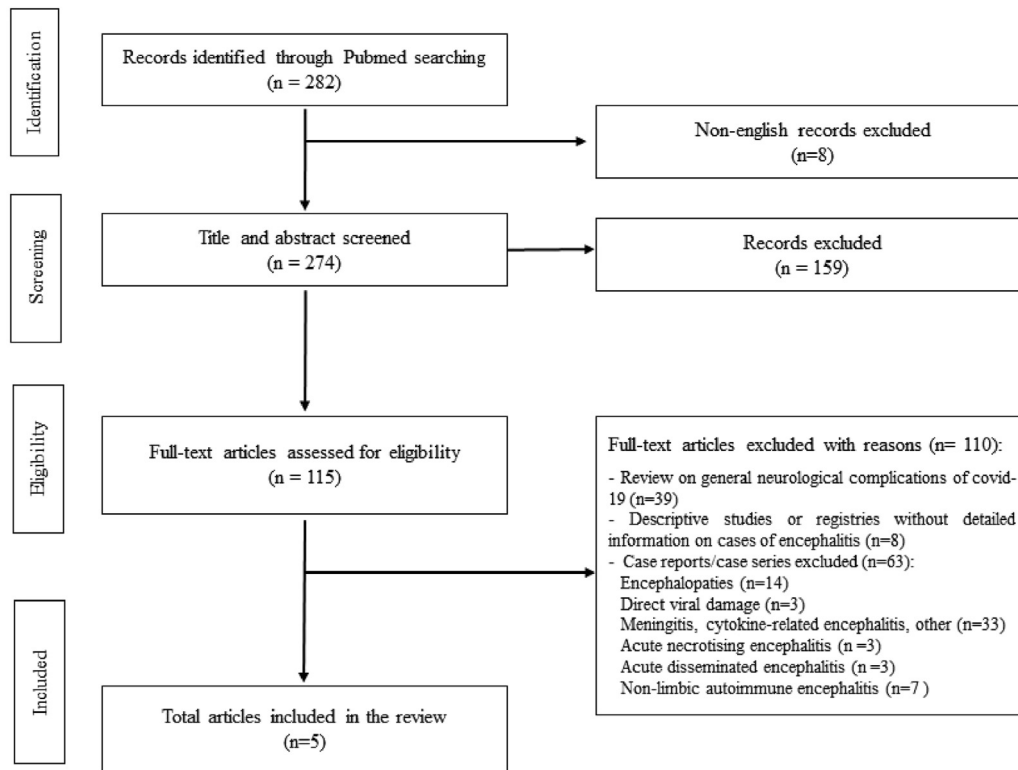 Identification
Records identified through Pubmed searching
(n = 282)
Non-english records excluded
(n=8)
Screening
Title and abstract screened
(n = 274)
Records excluded
(n = 159)
Eligibility
Full-text articles assessed for eligibility
(n = 115)
Full-text articles excluded with reasons (n= 110):
- Review on general neurological complications of covid-
19 (n=39)
- Descriptive studies or registries without detailed
information on cases of encephalitis (n=8)
- Case reports/case series excluded (n=63):
Encephalopaties (n=14)
Direct viral damage (n=3)
Meningitis, cytokine-related encephalitis, other (n=33)
Acute necrotising encephalitis (n =3)
Acute disseminated encephalitis (n =3)
Non-limbic autoimmune encephalitis (n=7 )
Included
Total articles included in the review
(n=5)